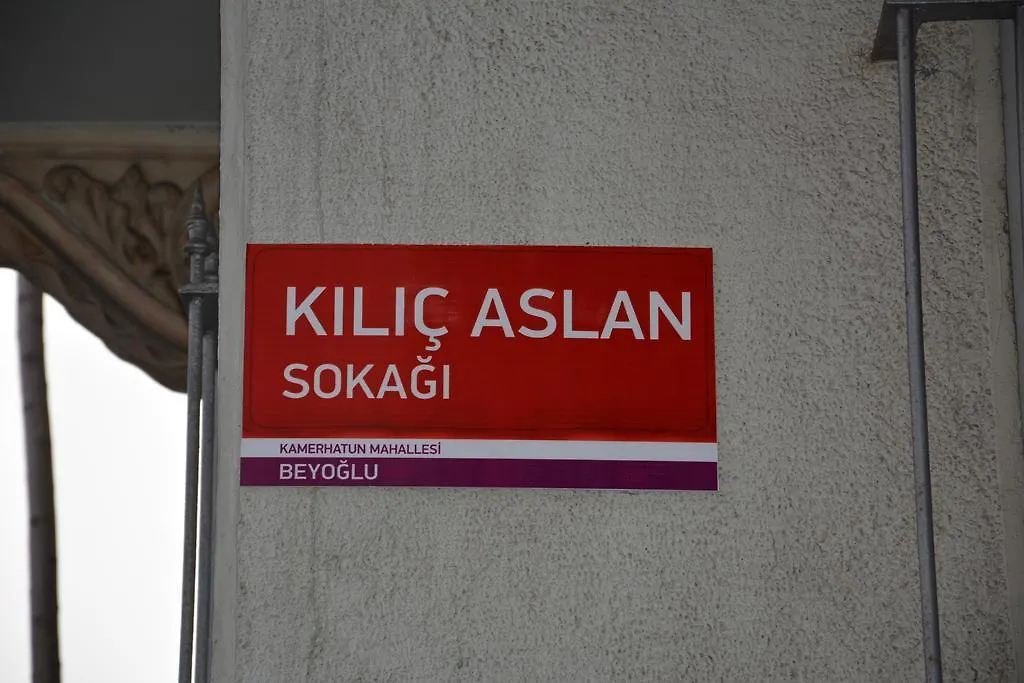 KILIÇ ASLAN
SOKAĞI
KAMERHATUN MAHALLESİ
BEYOĞLU